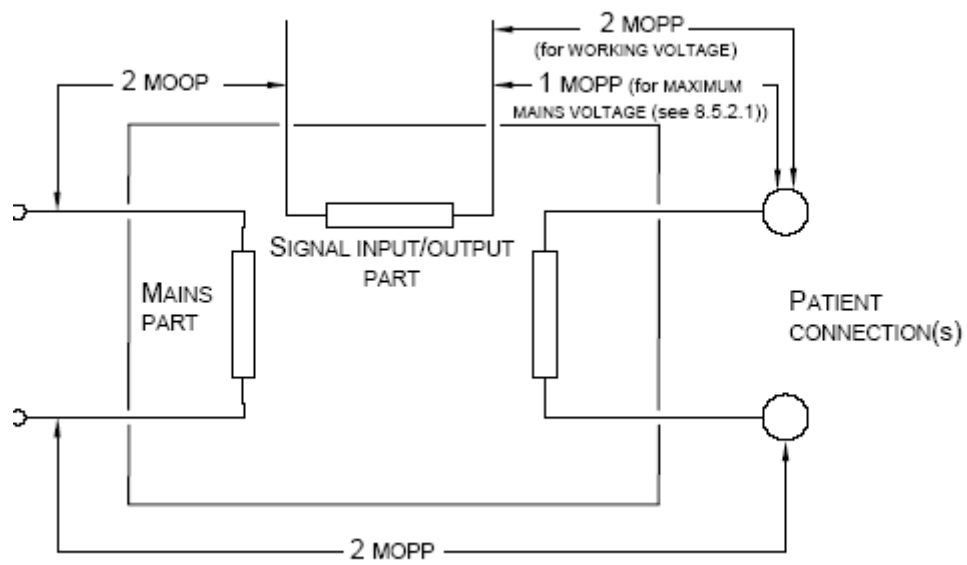 2 MOPP
(for WORKING VOLTAGE)
2 MOOP
1 MOPP (for MAXIMUM
MAINS VOLTAGE (see 8.5.2.1))
SIGNAL INPUT/OUTPUT
PART
MAINS
PART
PATIENT
CONNECTION(s)
2 MOPP